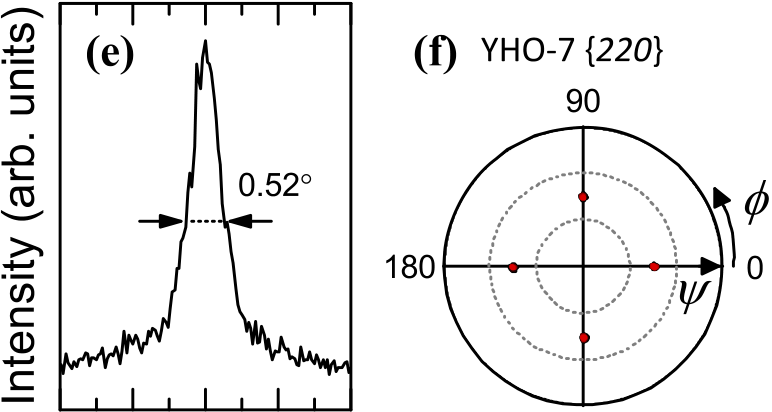 Intensity (arb. units)
(e)
0.52°
(f) YHO-7 {220}
90
ϕ
180
0
ψ